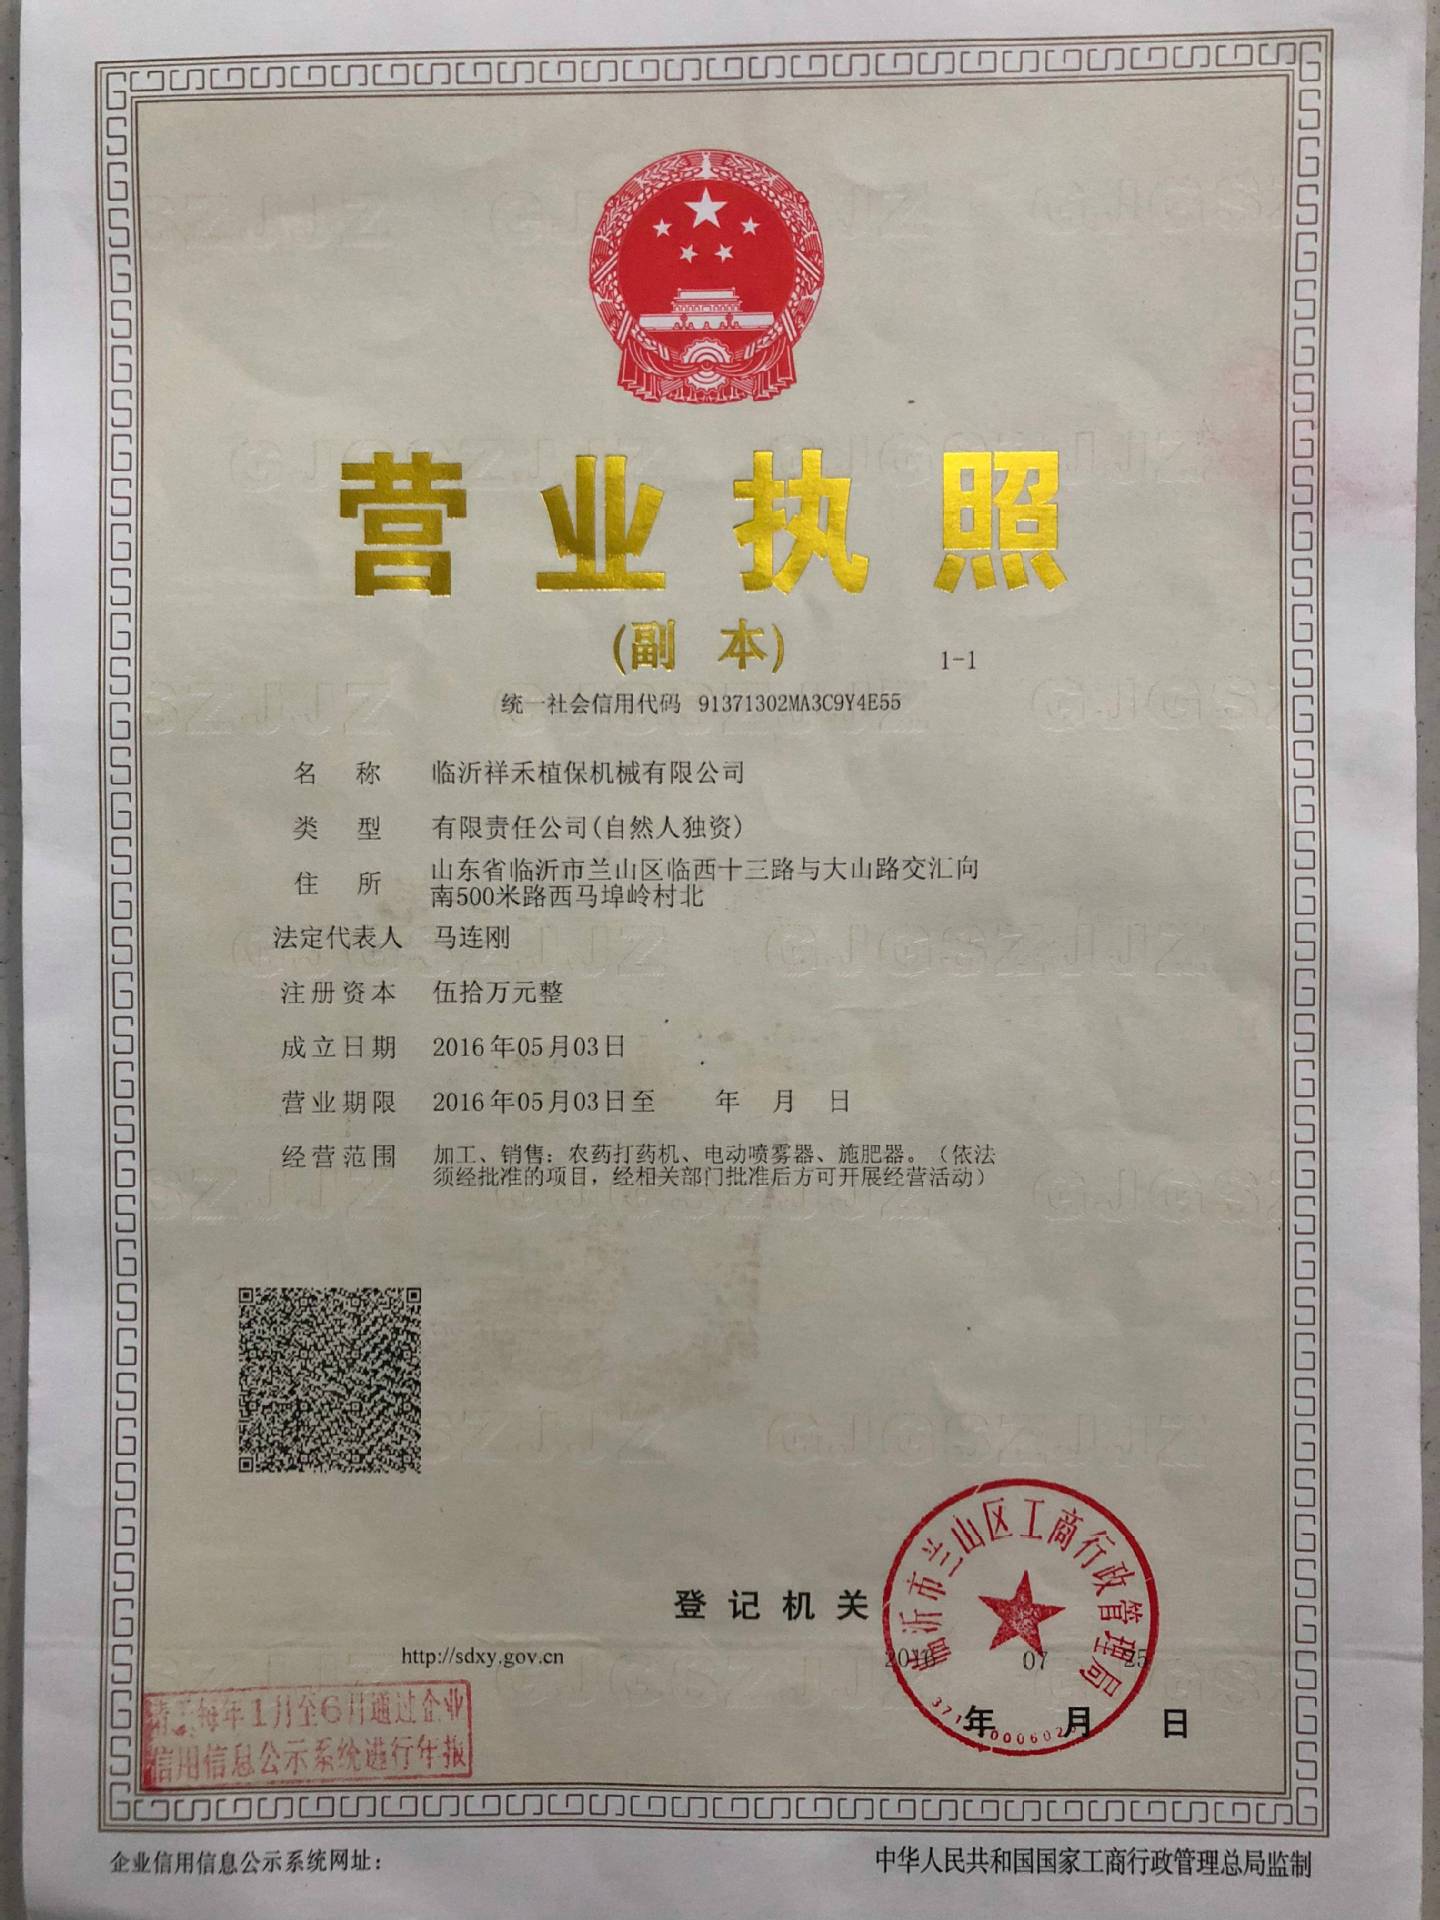 营业执照
(副 本)
1-1
统一社会信用代码 91371302MA3C9Y4E55
名 称 临沂祥禾植保机械有限公司
类 型 有限责任公司(自然人独资)
住 所 山东省临沂市兰山区临西十三路与大山路交汇向
南500米路西马埠岭村北
法定代表人 马连刚
注册资本 伍拾万元整
成立日期 2016年05月03日
营业期限 2016年05月03日至 年 月 日
经营范围 加工、销售：农药打药机、电动喷雾器、施肥器。（依法
须经批准的项目，经相关部门批准后方可开展经营活动）
登记机关
临沂市兰山区工商行政管理局
http://sdxy.gov.cn
07 25
年 月 日
每年1月至6月通过企业
信用信息公示系统进行年报
企业信用信息公示系统网址：
中华人民共和国国家工商行政管理总局监制